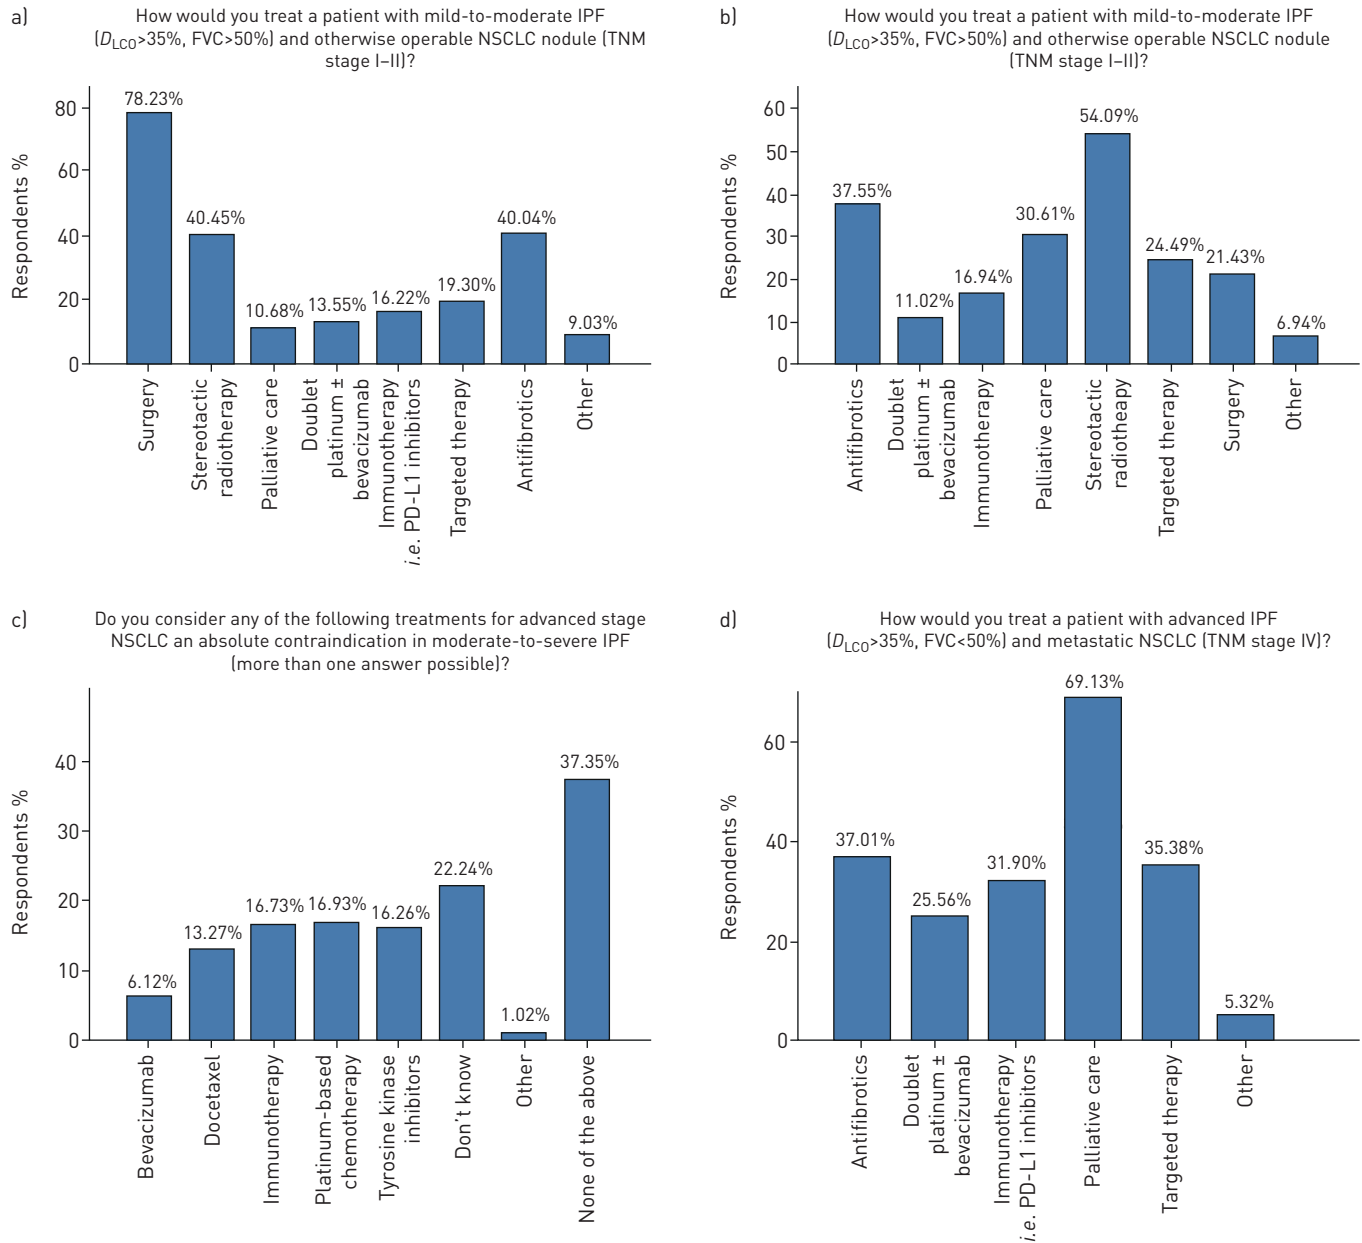 a)
How would you treat a patient with mild-to-moderate IPF
(DLCO>35%, FVC>50%) and otherwise operable NSCLC nodule (TNM
stage I–II)?
Respondents %
80
60
40
20
0
78.23%
40.45%
10.68%
13.55%
16.22%
19.30%
40.04%
9.03%
Surgery
Stereotactic
radiotherapy
Palliative care
Doublet
platinum ±
bevacizumab
Immunotherapy
i.e. PD-L1 inhibitors
Targeted therapy
Antifibrotics
Other
b)
How would you treat a patient with mild-to-moderate IPF
(DLCO>35%, FVC>50%) and otherwise operable NSCLC nodule
(TNM stage I–II)?
Respondents %
60
50
40
30
20
10
0
37.55%
11.02%
16.94%
30.61%
54.09%
24.49%
21.43%
6.94%
Antifibrotics
Doublet
platinum ±
bevacizumab
Immunotherapy
Palliative care
Stereotactic
radiotheapy
Targeted therapy
Surgery
Other
c)
Do you consider any of the following treatments for advanced stage
NSCLC an absolute contraindication in moderate-to-severe IPF
(more than one answer possible)?
Respondents %
40
30
20
10
0
6.12%
13.27%
16.73%
16.93%
16.26%
22.24%
1.02%
37.35%
Bevacizumab
Docetaxel
Immunotherapy
Platinum-based
chemotherapy
Tyrosine kinase
inhibitors
Don't know
Other
None of the above
d)
How would you treat a patient with advanced IPF
(DLCO>35%, FVC<50%) and metastatic NSCLC (TNM stage IV)?
Respondents %
60
40
20
0
37.01%
25.56%
31.90%
69.13%
35.38%
5.32%
Antifibrotics
Doublet
platinum ±
bevacizumab
Immunotherapy
i.e. PD-L1 inhibitors
Palliative care
Targeted therapy
Other